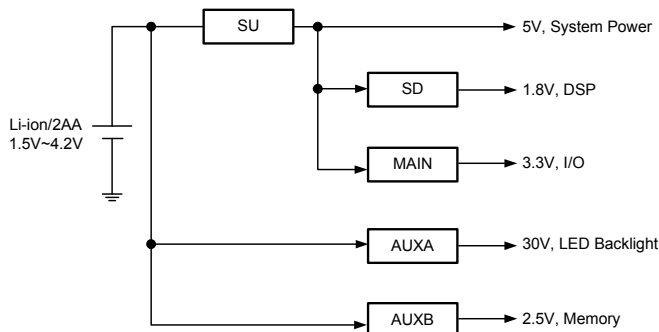 SU
5V, System Power
SD
1.8V, DSP
Li-ion/2AA
1.5V~4.2V
MAIN
3.3V, I/O
AUXA
30V, LED Backlight
AUXB
2.5V, Memory